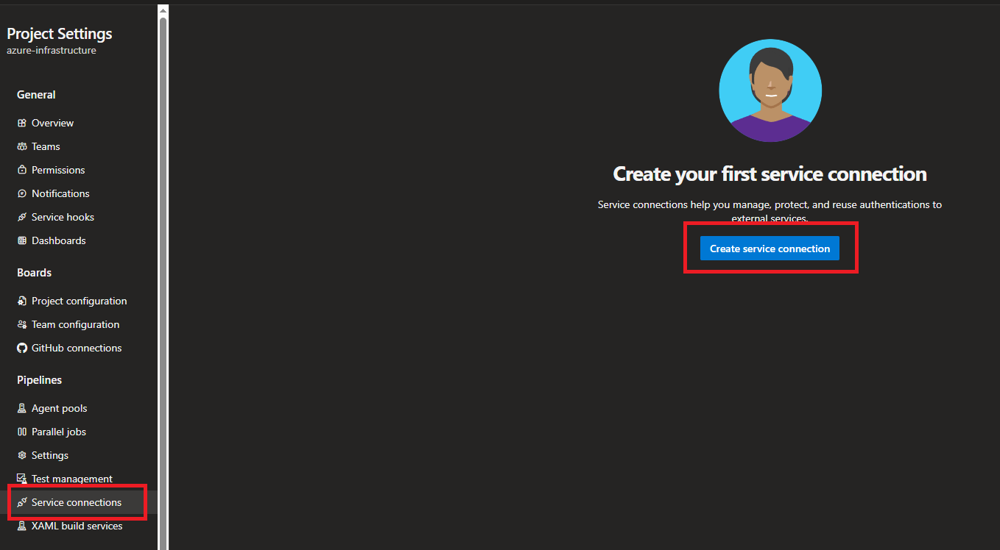 Project Settings
azure-infrastructure
General
Overview
Teams
Permissions
Notifications
Service hooks
Dashboards
Boards
Project configuration
Team configuration
GitHub connections
Pipelines
Agent pools
Parallel jobs
Settings
Test management
Service connections
XAML build services
Create your first service connection
Service connections help you manage, protect, and reuse authentications to
external services.
Create service connection